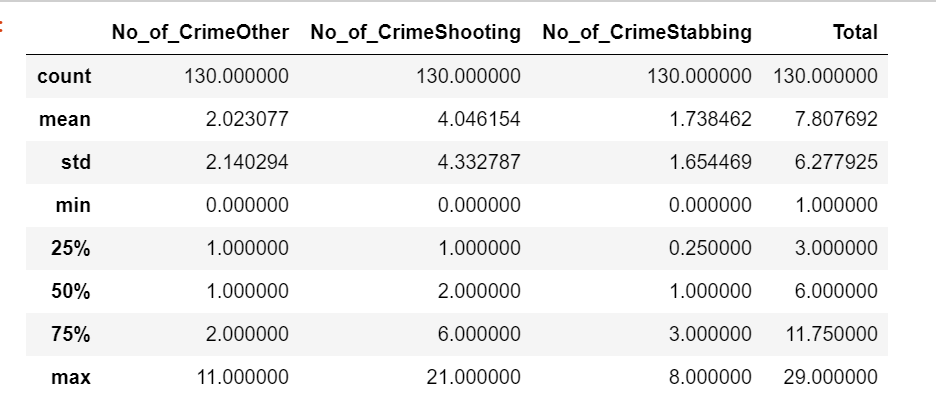 No_of_CrimeOther No_of_CrimeShooting No_of_CrimeStabbing Total
count 130.000000 130.000000 130.000000 130.000000
mean 2.023077 4.046154 1.738462 7.807692
std 2.140294 4.332787 1.654469 6.277925
min 0.000000 0.000000 0.000000 1.000000
25% 1.000000 1.000000 0.250000 3.000000
50% 1.000000 2.000000 1.000000 6.000000
75% 2.000000 6.000000 3.000000 11.750000
max 11.000000 21.000000 8.000000 29.000000